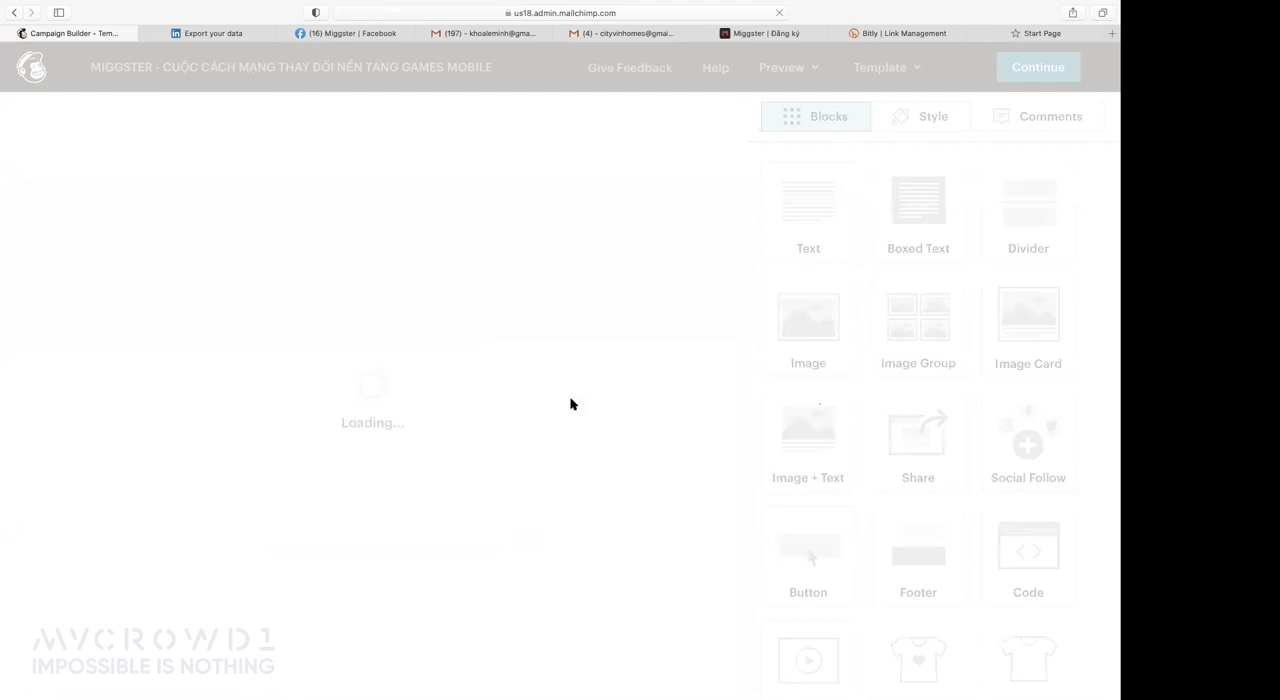 us18.admin.mailchimp.com
Campaign Builder - Tem...
Export your data
(16) Miggster | Facebook
(197) - khoaleminh@gma...
(4) - cityvinhomes@gmai...
Miggster | Đăng ký
Bitly | Link Management
Start Page
MIGGSTER - CUỘC CÁCH MẠNG THAY ĐỔI NỀN TẢNG GAMES MOBILE
Give Feedback
Help
Preview
Template
Continue
Blocks
Style
Comments
Text
Boxed Text
Divider
Image
Image Group
Image Card
Loading...
Image + Text
Share
Social Follow
Button
Footer
Code
MYCROWD1
IMPOSSIBLE IS NOTHING